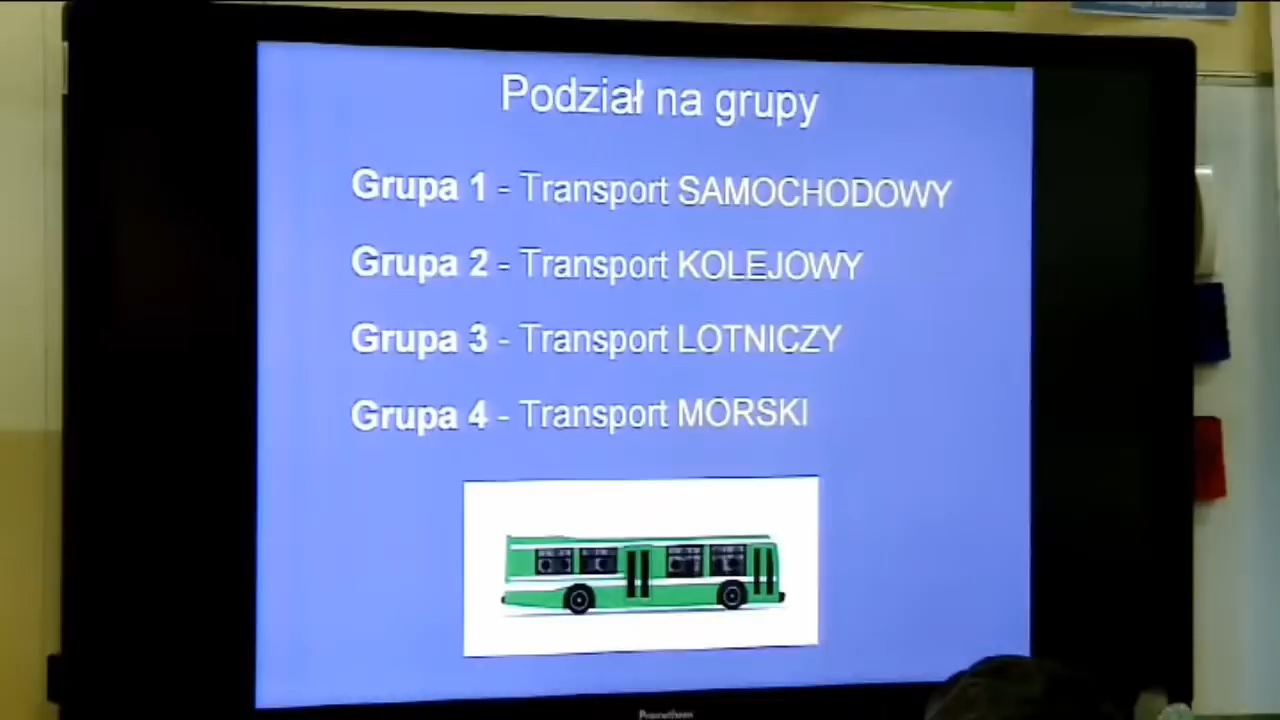 Podział na grupy
Grupa 1 - Transport SAMOCHODOWY
Grupa 2 - Transport KOLEJOWY
Grupa 3 - Transport LOTNICZY
Grupa 4 - Transport MORSKI
Promethean